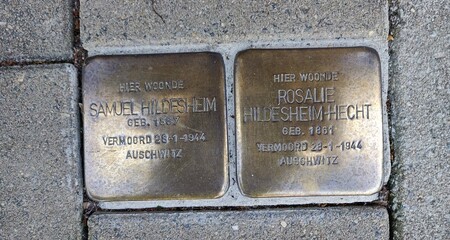 HIER WOONDE
SAMUEL HILDESHEIM
GEB.
VERMOORD 28-1-1944
AUSCHWITZ
HIER WOONDE
ROSALIE
HILDESHEIM-HECHT
GEB. 1861
VERMOORD 28-1-1944
AUSCHWITZ